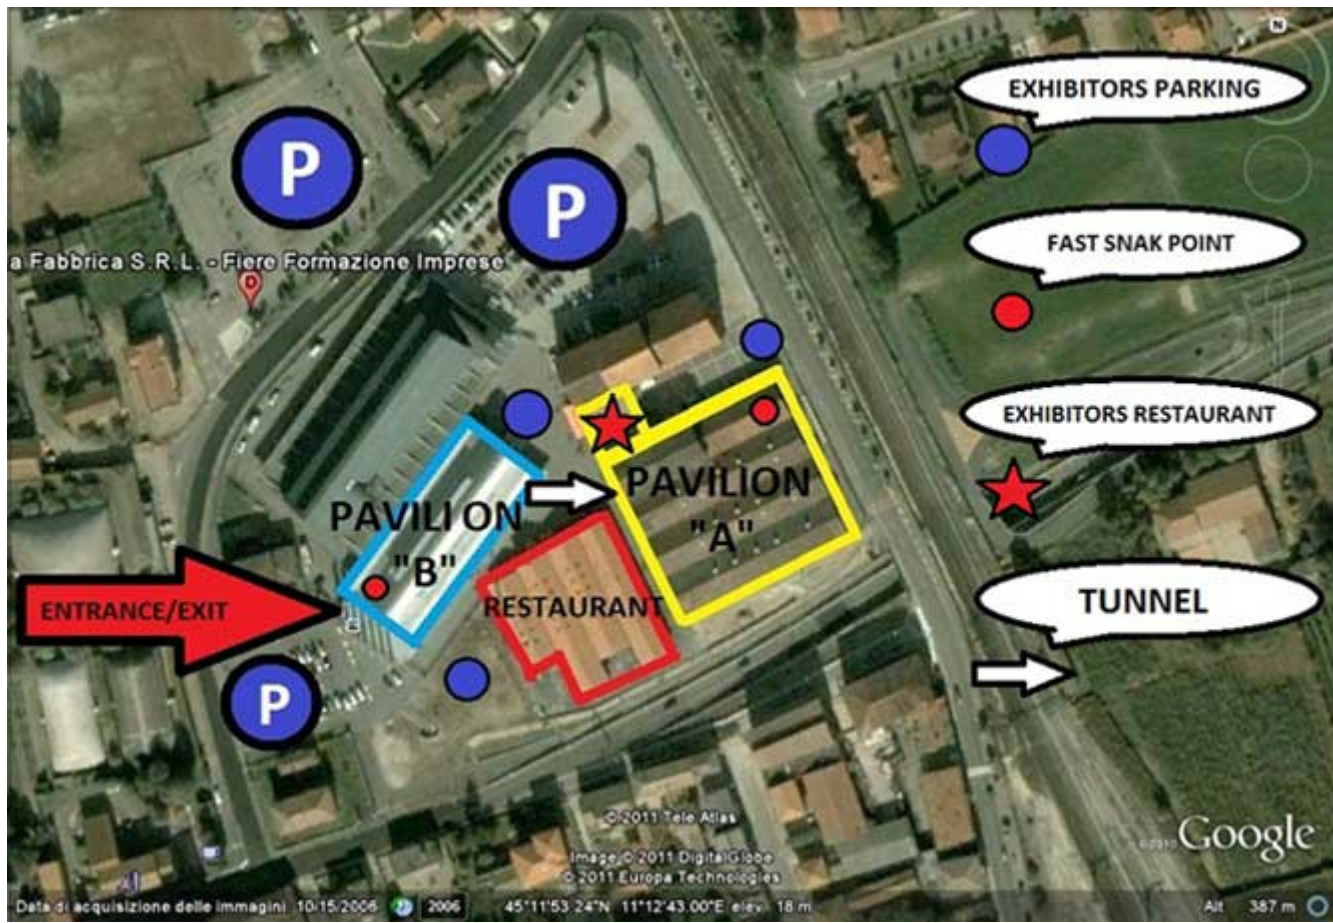 N
EXHIBITORS PARKING
P
P
FAST SNAK POINT
a Fabbrica S.R.L. - Fiere Formazione Imprese
D
EXHIBITORS RESTAURANT
PAVILION
"A"
PAVILI ON
"B"
RESTAURANT
ENTRANCE/EXIT
TUNNEL
P
© 2011 Tele Atlas
Image © 2011 DigitalGlobe
© 2011 Europa Technologies
©2010 Google
Data di acquisizione delle immagini 10/15/2006 2006 45°11'53.24"N 11°12'43.00"E elev 18 m Alt 387 m